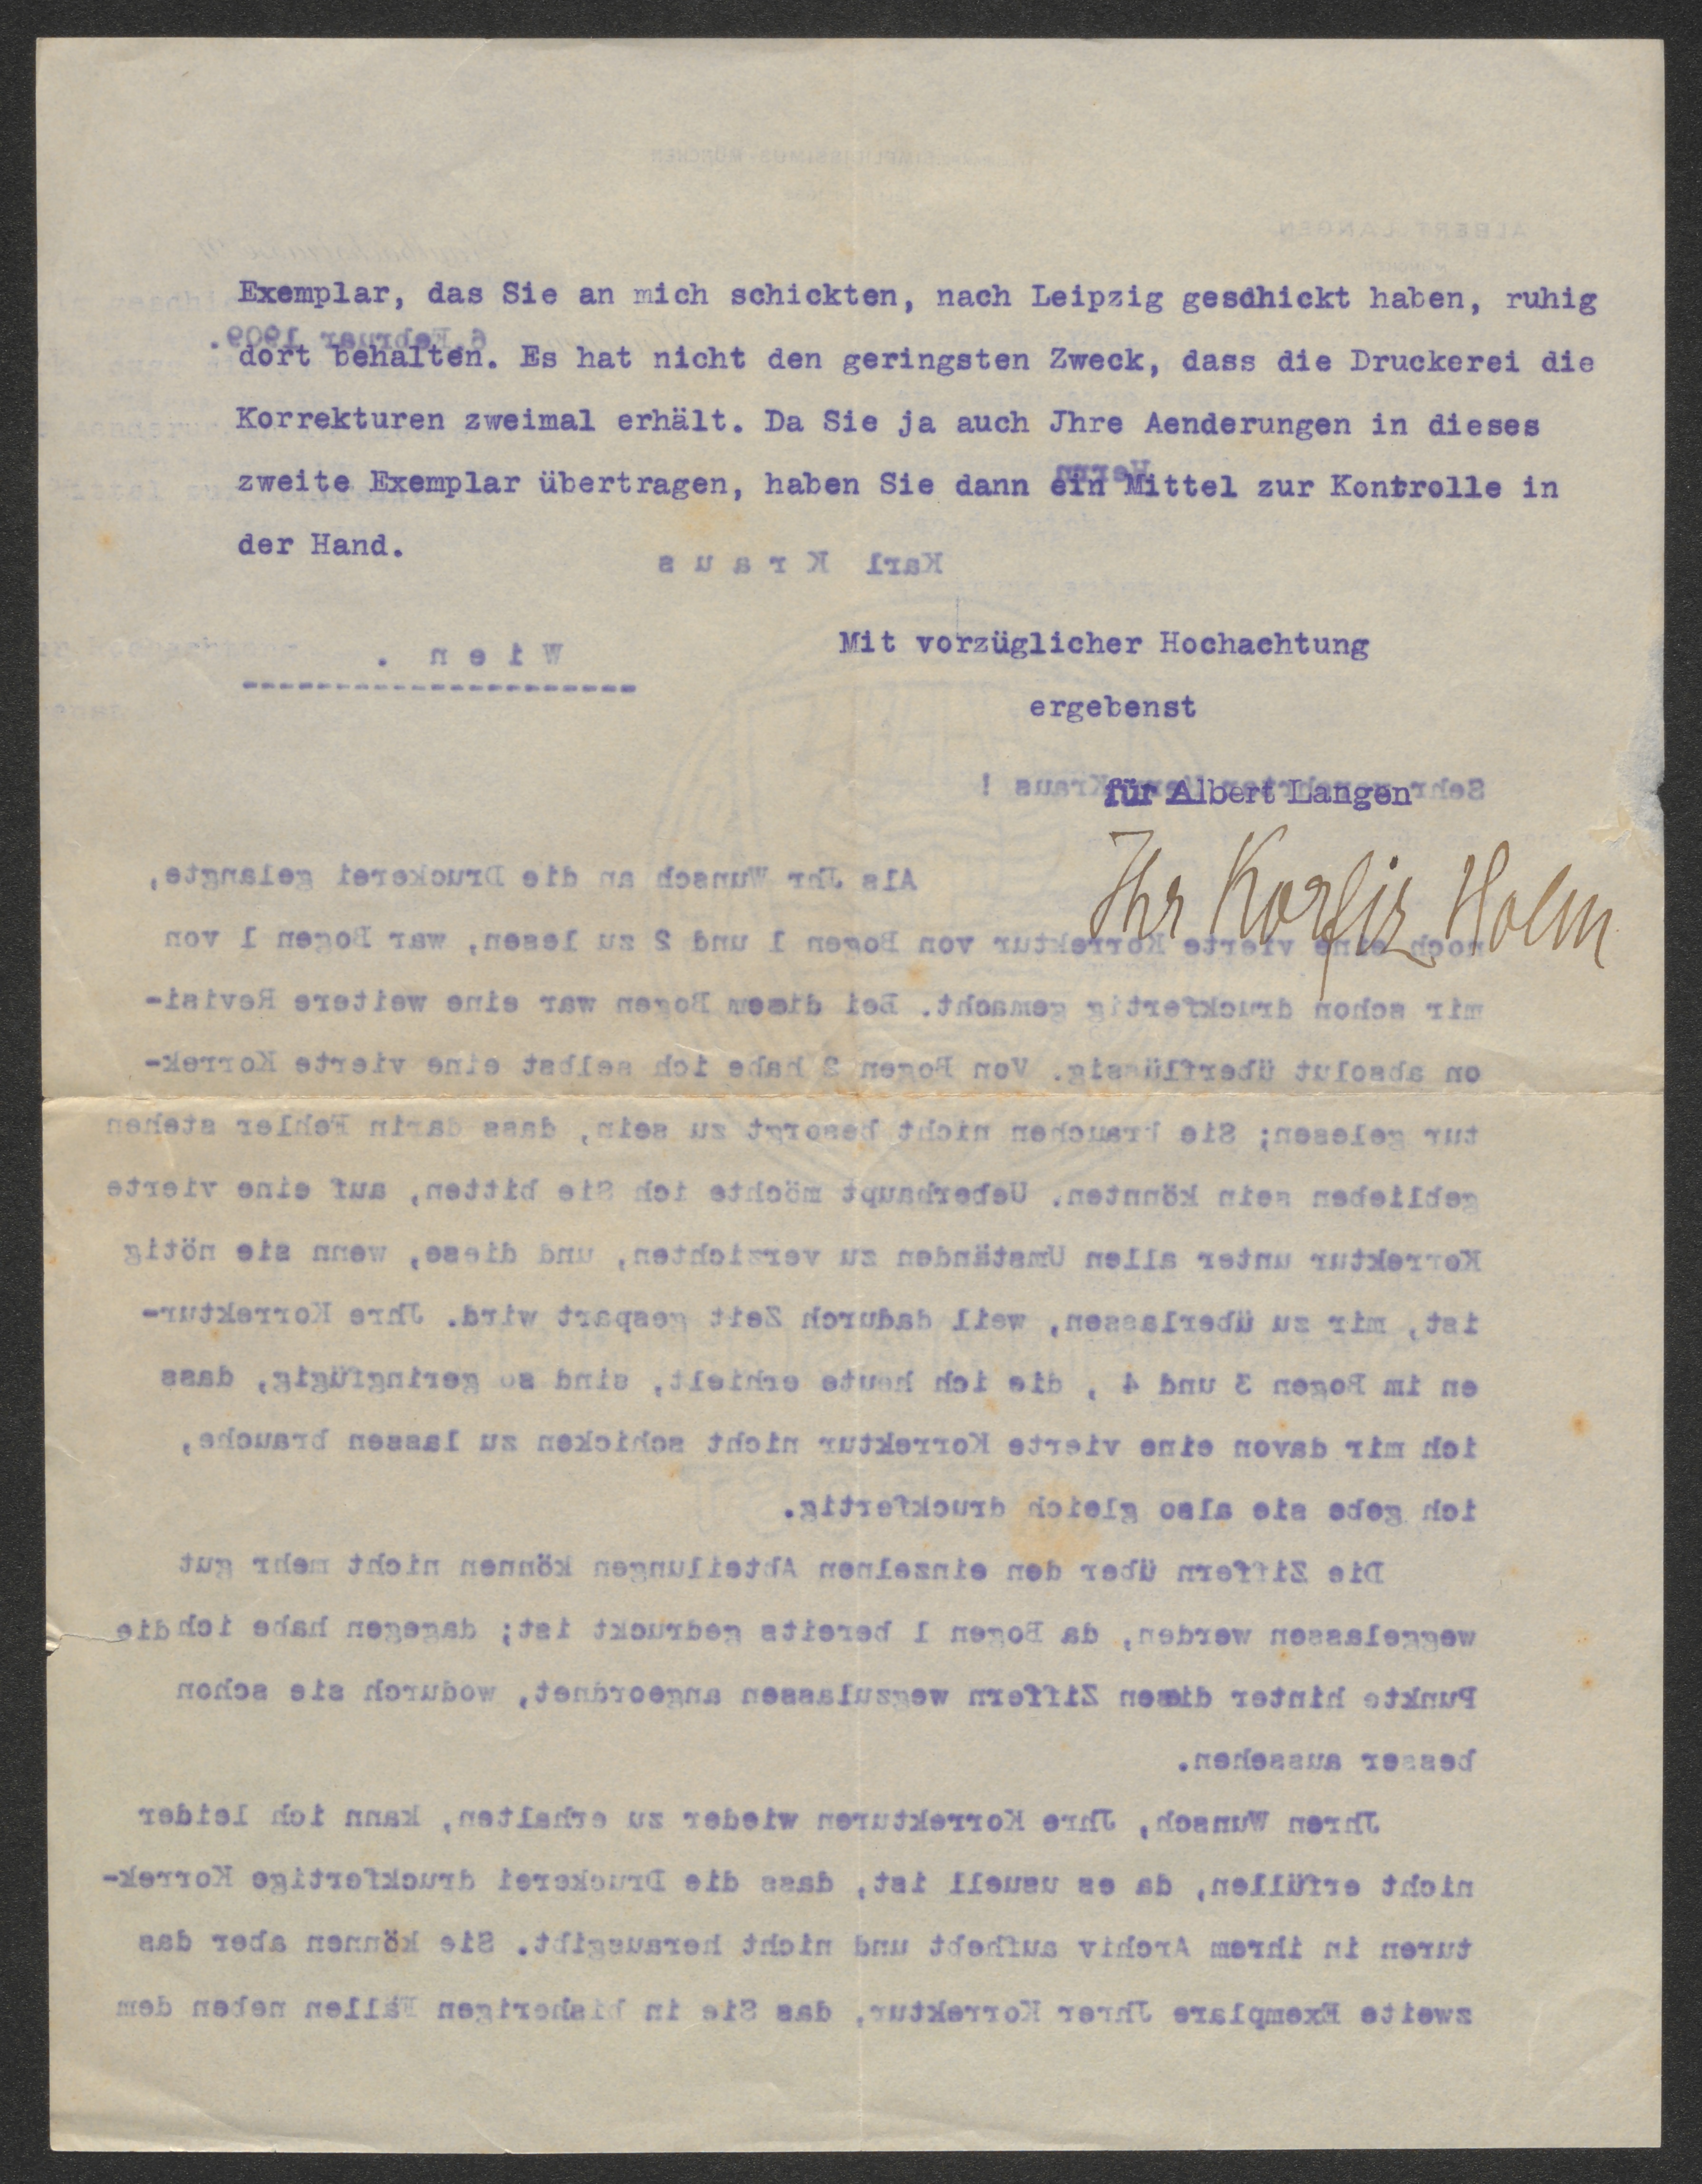 Exemplar, das Sie an mich schickten, nach Leipzig geschickt haben, ruhig
dort behalten. Es hat nicht den geringsten Zweck, dass die Druckerei die
Korrekturen zweimal erhält. Da Sie ja auch Jhre Aenderungen in dieses
zweite Exemplar übertragen, haben Sie dann ein Mittel zur Kontrolle in
der Hand.
Mit vorzüglicher Hochachtung
ergebenst
für Albert Langen
Ihr Korfiz Holm